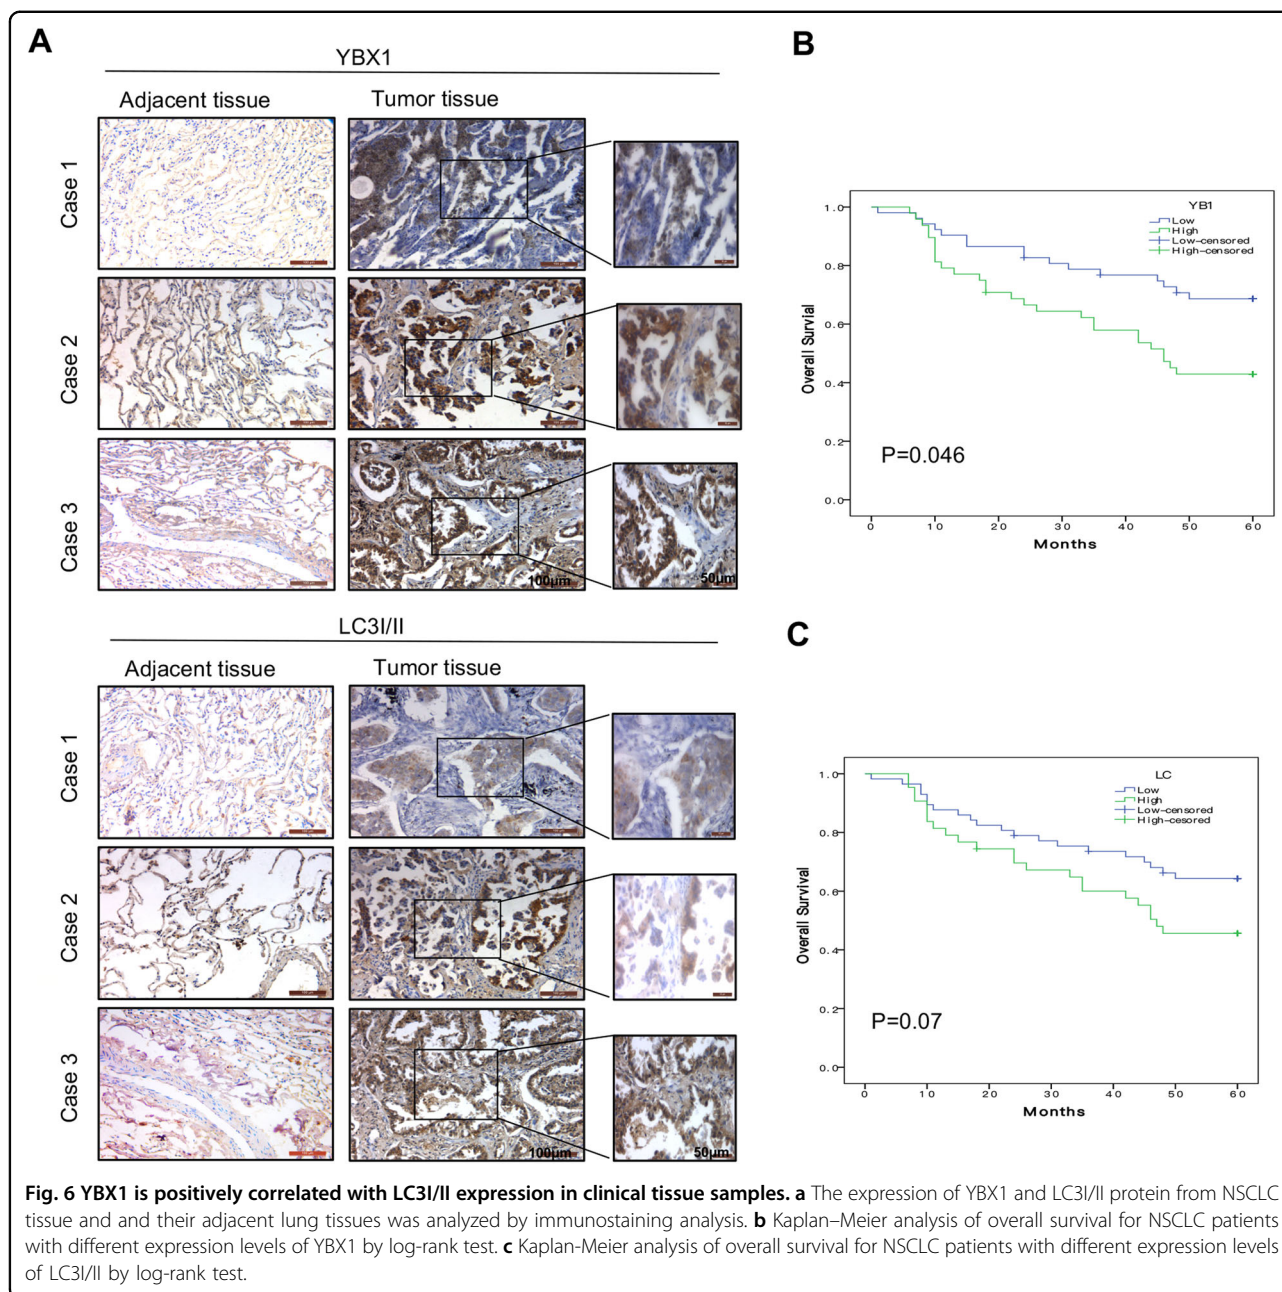 A
YBX1
Adjacent tissue
Tumor tissue
Case 1
Case 2
Case 3
100μm
50μm
LC3I/II
Adjacent tissue
Tumor tissue
Case 1
Case 2
Case 3
100μm
50μm
B
YB1
Low
High
Low-censored
High-censored
Overall Survial
1.0
0.8
0.6
0.4
0.2
0.0
P=0.046
0 10 20 30 40 50 60
Months
C
LC
Low
High
Low-censored
High-cesored
Overall Survival
1.0
0.8
0.6
0.4
0.2
0.0
P=0.07
0 10 20 30 40 50 60
Months
Fig. 6 YBX1 is positively correlated with LC3I/II expression in clinical tissue samples. a The expression of YBX1 and LC3I/II protein from NSCLC
tissue and and their adjacent lung tissues was analyzed by immunostaining analysis. b Kaplan–Meier analysis of overall survival for NSCLC patients
with different expression levels of YBX1 by log-rank test. c Kaplan-Meier analysis of overall survival for NSCLC patients with different expression levels
of LC3I/II by log-rank test.